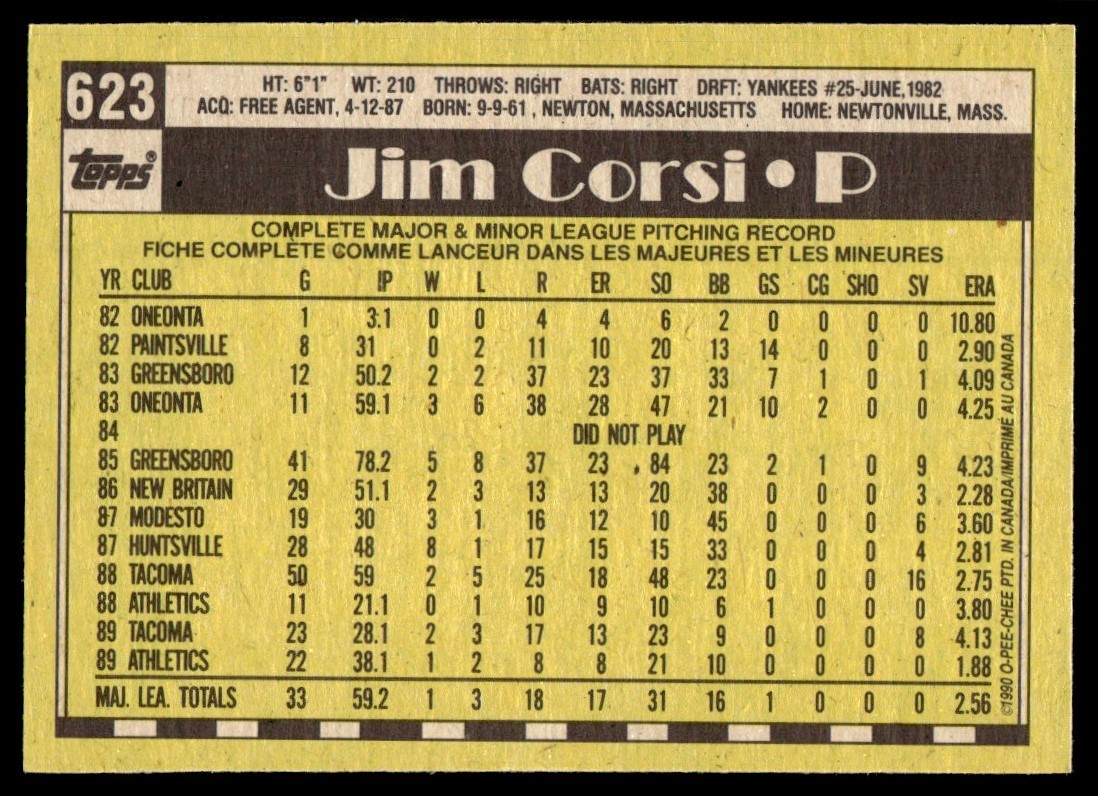 623
HT: 6"1" WT: 210 THROWS: RIGHT BATS: RIGHT DRFT: YANKEES #25-JUNE,1982
ACQ: FREE AGENT, 4-12-87 BORN: 9-9-61 , NEWTON, MASSACHUSETTS HOME: NEWTONVILLE, MASS.
topps®
Jim Corsi • P
COMPLETE MAJOR & MINOR LEAGUE PITCHING RECORD
FICHE COMPLÈTE COMME LANCEUR DANS LES MAJEURES ET LES MINEURES
YR CLUB G IP W L R ER SO BB GS CG SHO SV ERA
82 ONEONTA 1 3.1 0 0 4 4 6 2 0 0 0 0 10.80
82 PAINTSVILLE 8 31 0 2 11 10 20 13 14 0 0 0 2.90
83 GREENSBORO 12 50.2 2 2 37 23 37 33 7 1 0 1 4.09
83 ONEONTA 11 59.1 3 6 38 28 47 21 10 2 0 0 4.25
84 DID NOT PLAY
85 GREENSBORO 41 78.2 5 8 37 23 84 23 2 1 0 9 4.23
86 NEW BRITAIN 29 51.1 2 3 13 13 20 38 0 0 0 3 2.28
87 MODESTO 19 30 3 1 16 12 10 45 0 0 0 6 3.60
87 HUNTSVILLE 28 48 8 1 17 15 15 33 0 0 0 4 2.81
88 TACOMA 50 59 2 5 25 18 48 23 0 0 0 16 2.75
88 ATHLETICS 11 21.1 0 1 10 9 10 6 1 0 0 0 3.80
89 TACOMA 23 28.1 2 3 17 13 23 9 0 0 0 8 4.13
89 ATHLETICS 22 38.1 1 2 8 8 21 10 0 0 0 0 1.88
MAJ. LEA. TOTALS 33 59.2 1 3 18 17 31 16 1 0 0 0 2.56
©1990 O-PEE-CHEE PTD. IN CANADA/IMPRIMÉ AU CANADA